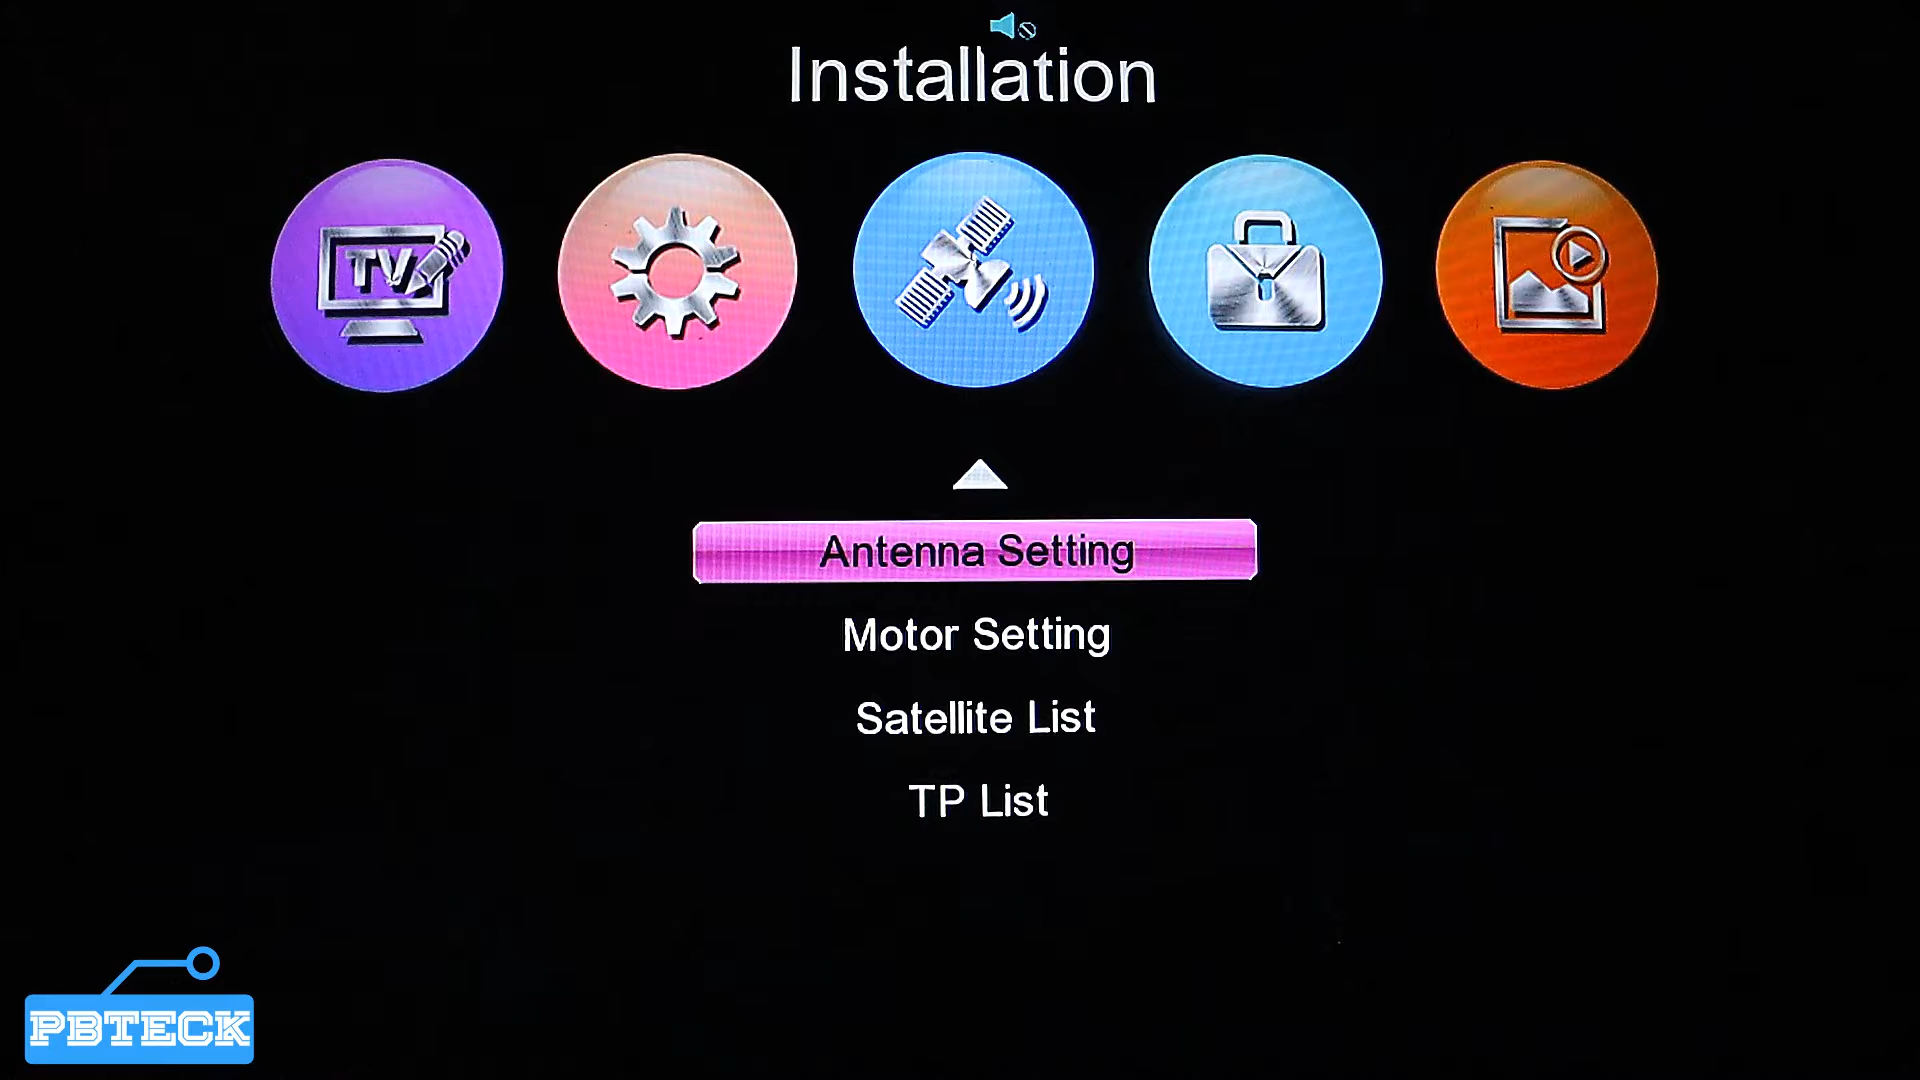 Installation
TV
Antenna Setting
Motor Setting
Satellite List
TP List
PBTECK